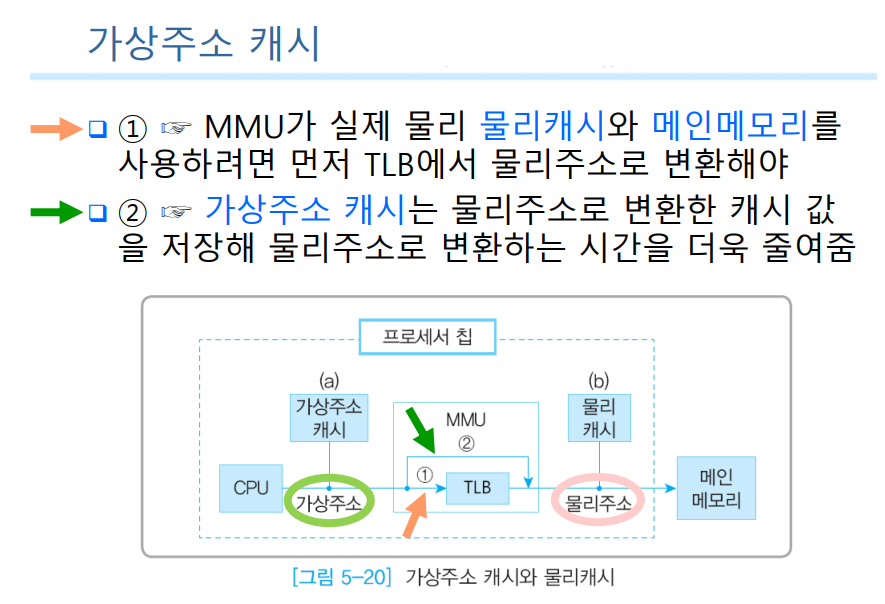 가상주소 캐시
① ☞ MMU가 실제 물리 물리캐시와 메인메모리를
사용하려면 먼저 TLB에서 물리주소로 변환해야
② ☞ 가상주소 캐시는 물리주소로 변환한 캐시 값
을 저장해 물리주소로 변환하는 시간을 더욱 줄여줌
프로세서 칩
(a)
가상주소
캐시
MMU
②
(b)
물리
캐시
CPU
가상주소
①
TLB
물리주소
메인
메모리
[그림 5-20] 가상주소 캐시와 물리캐시